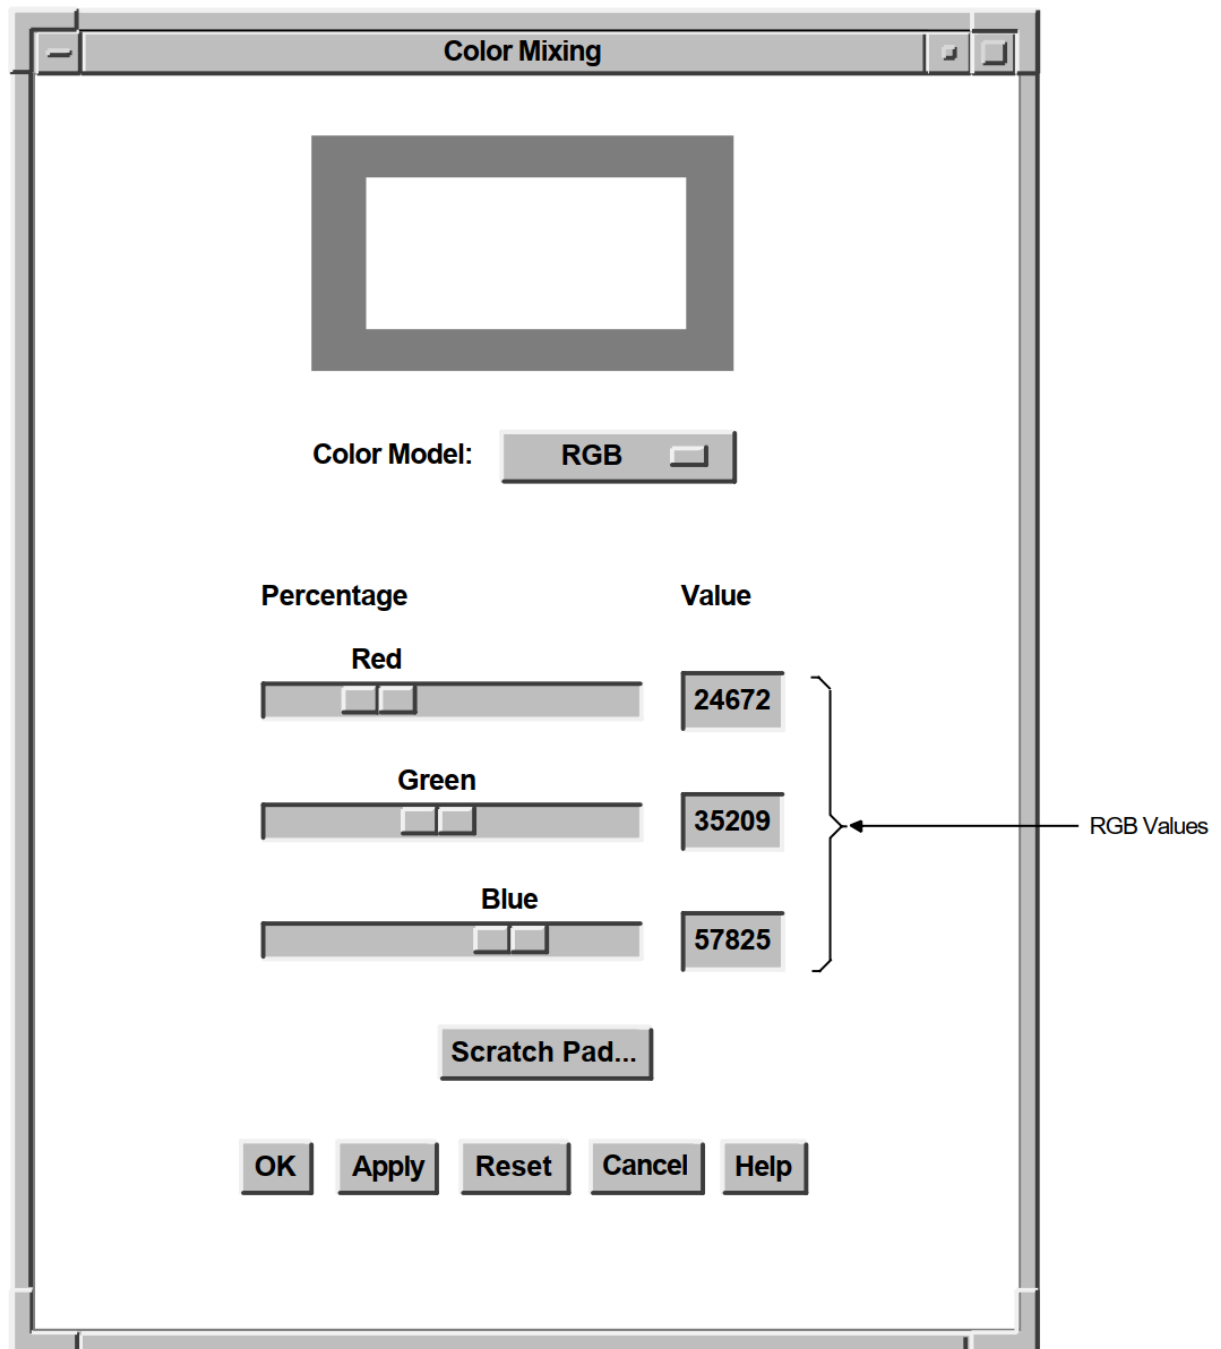 Color Mixing
Color Model: RGB
Percentage Value
Red
24672
Green
35209
RGB Values
Blue
57825
Scratch Pad...
OK Apply Reset Cancel Help